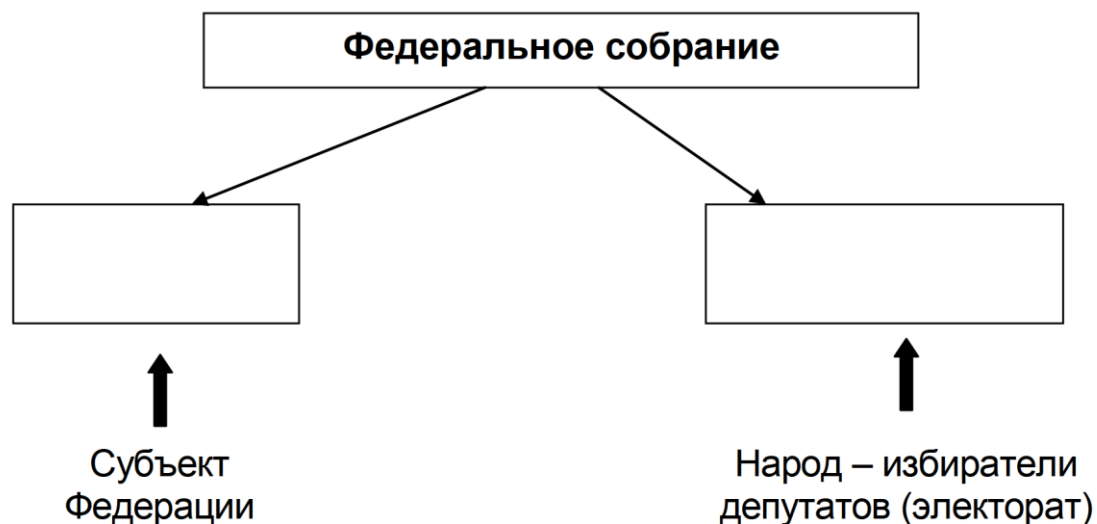 Федеральное собрание
Субъект
Федерации
Народ – избиратели
депутатов (электорат)